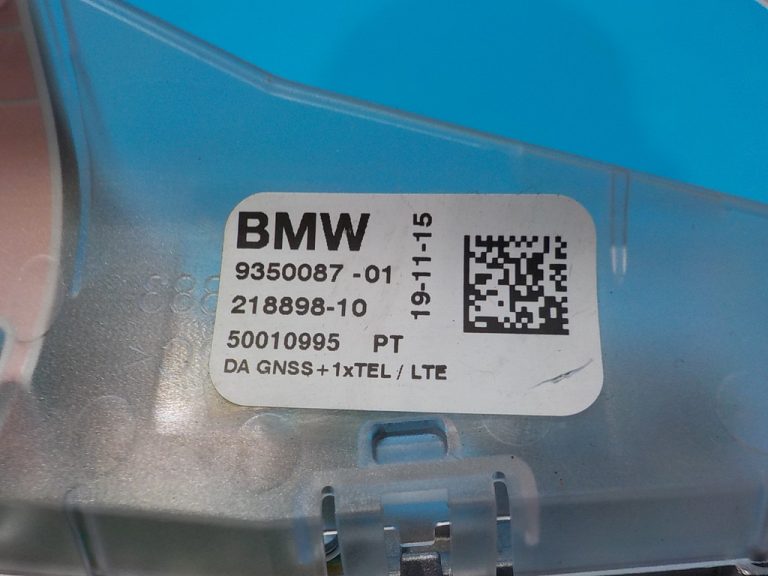 BMW
9350087-01
218898-10
50010995 PT
DA GNSS+1xTEL / LTE
19-11-15